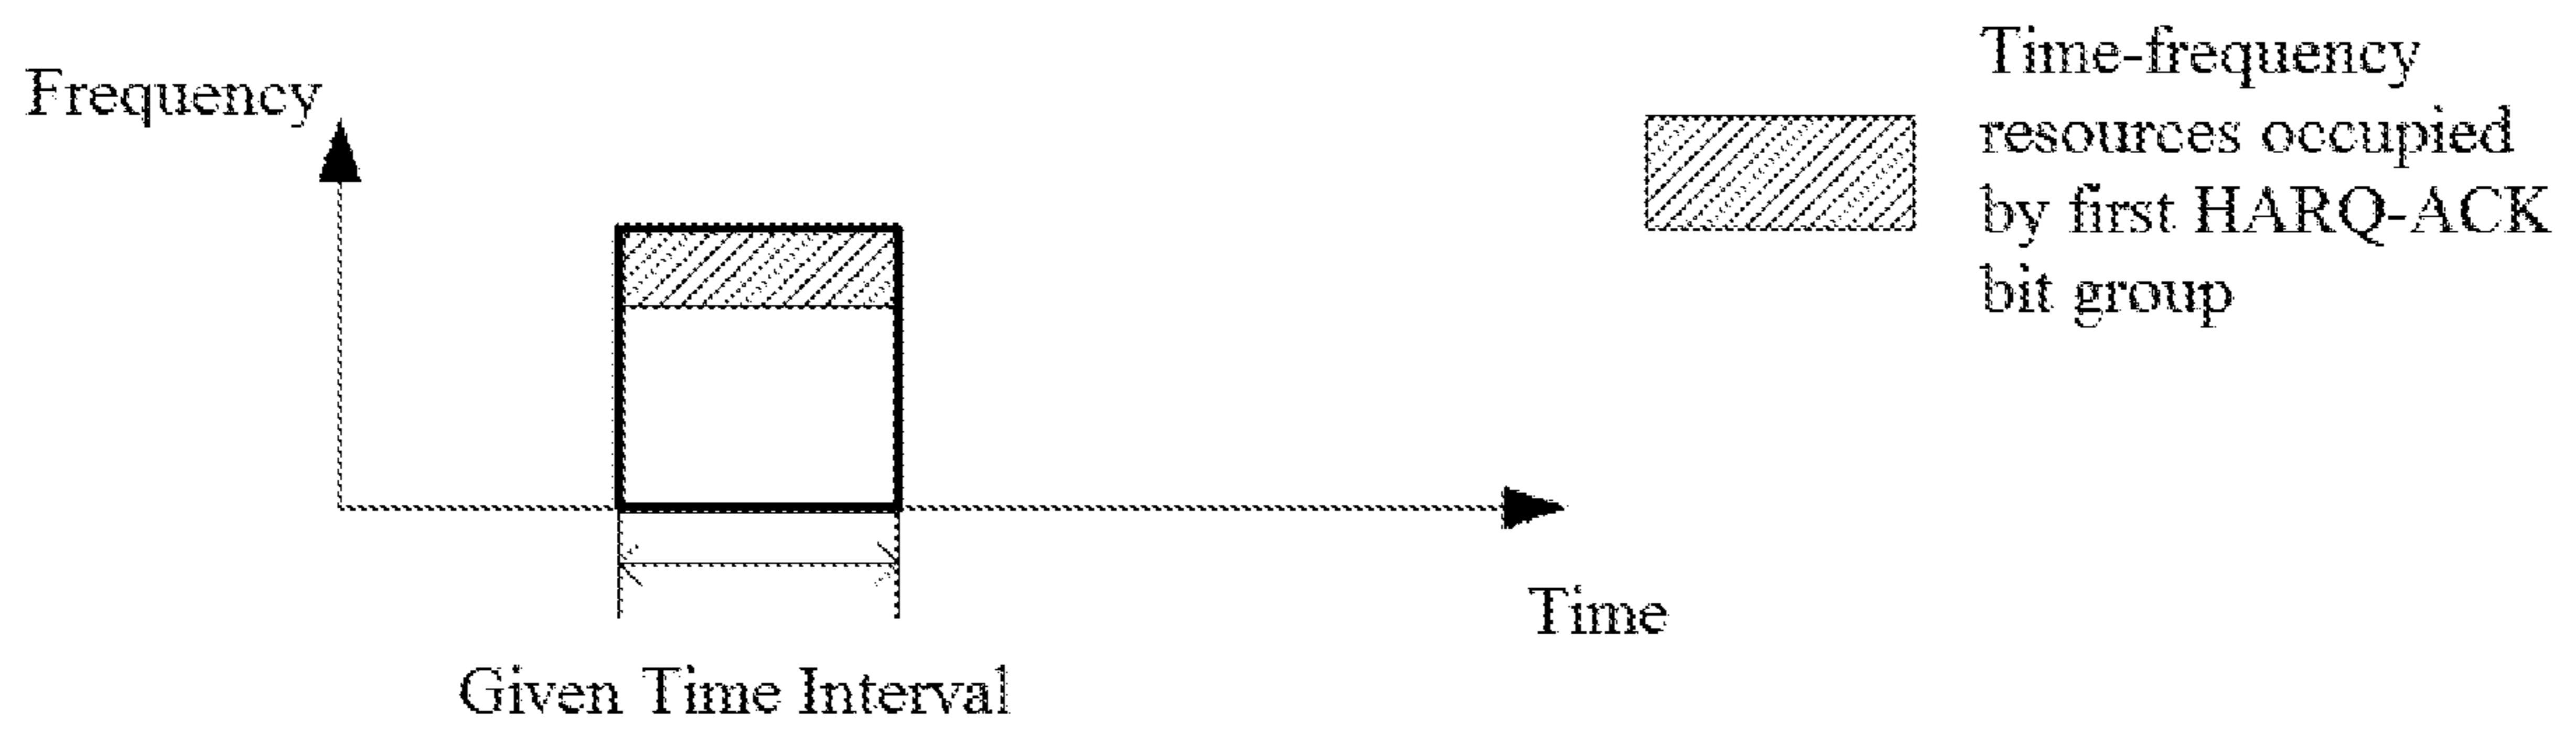 Frequency
Time-frequency
resources occupied
by first HARQ-ACK
bit group
Time
Given Time Interval